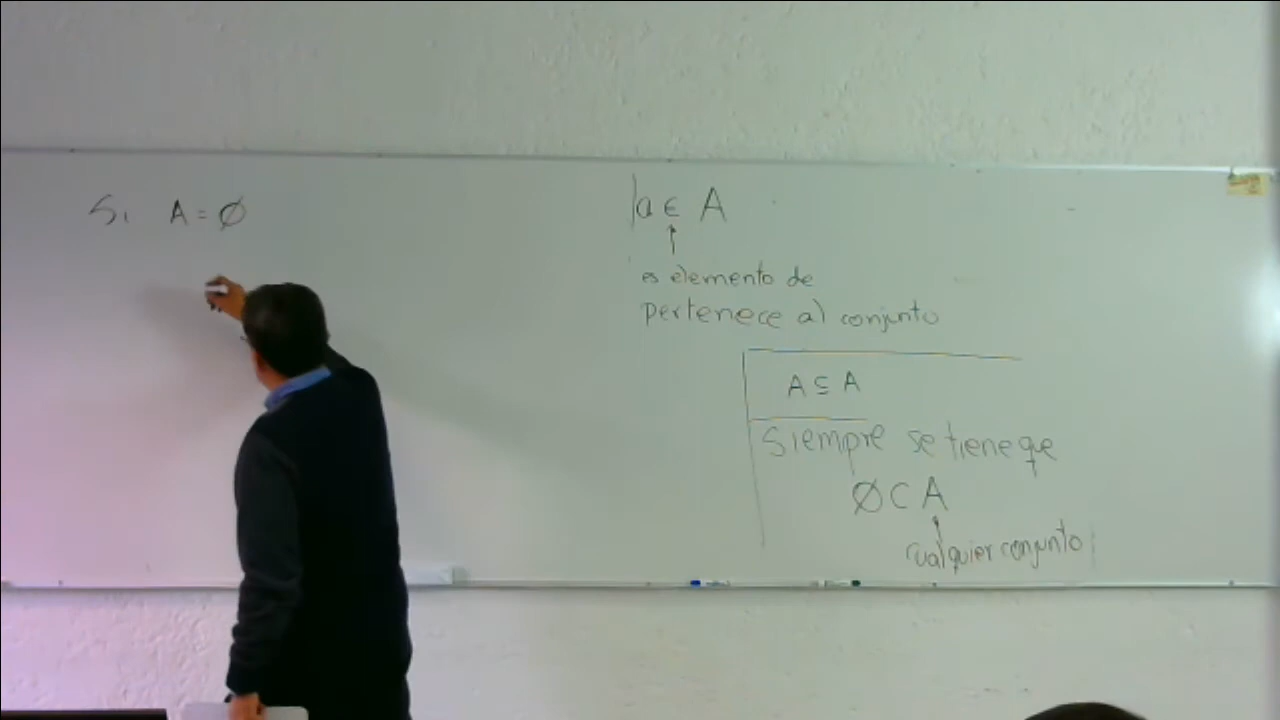 Si A = Ø
a ∈ A
↑
es elemento de
pertenece al conjunto
A ⊆ A
Siempre se tiene que
Ø ⊂ A
↑
cualquier conjunto